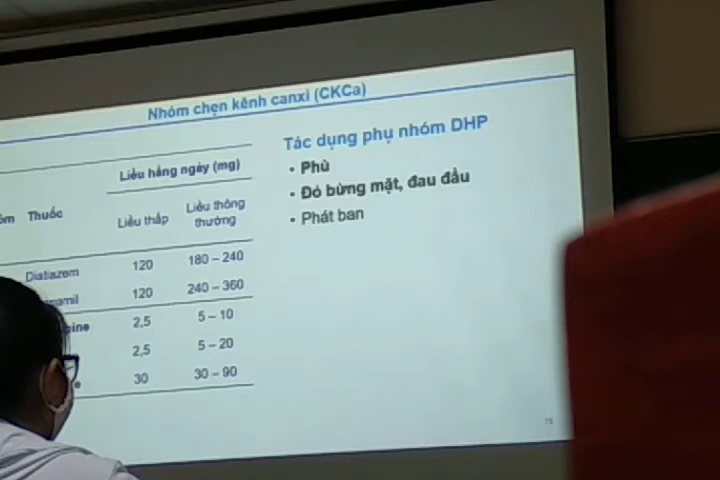 Nhóm chẹn kênh canxi (CKCa)
Thuốc
Liều hằng ngày (mg)
Liều thấp
Liều thông thường
Diatiazem
120
180 – 240
120
240 – 360
2,5
5 – 10
2,5
5 – 20
30
30 – 90
Tác dụng phụ nhóm DHP
• Phù
• Đỏ bừng mặt, đau đầu
• Phát ban